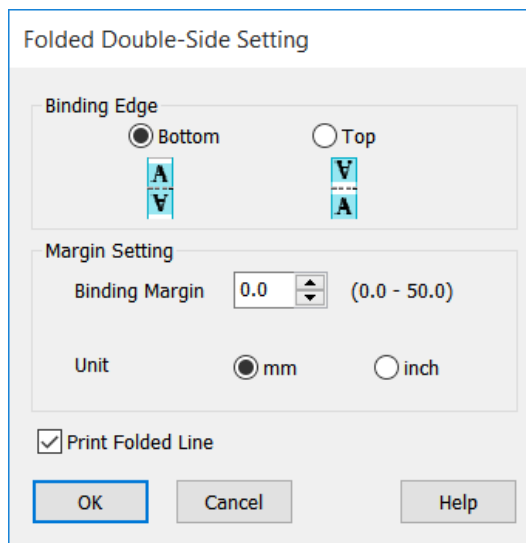 Folded Double-Side Setting
Binding Edge
Bottom Top
A A
A A
Margin Setting
Binding Margin 0.0 (0.0 - 50.0)
Unit mm inch
Print Folded Line
OK Cancel Help